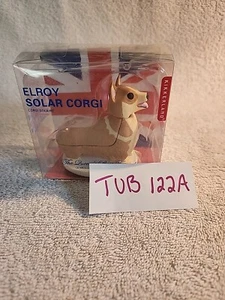 ELROY
SOLAR CORGI
KIKKERLAND
TUB 122A